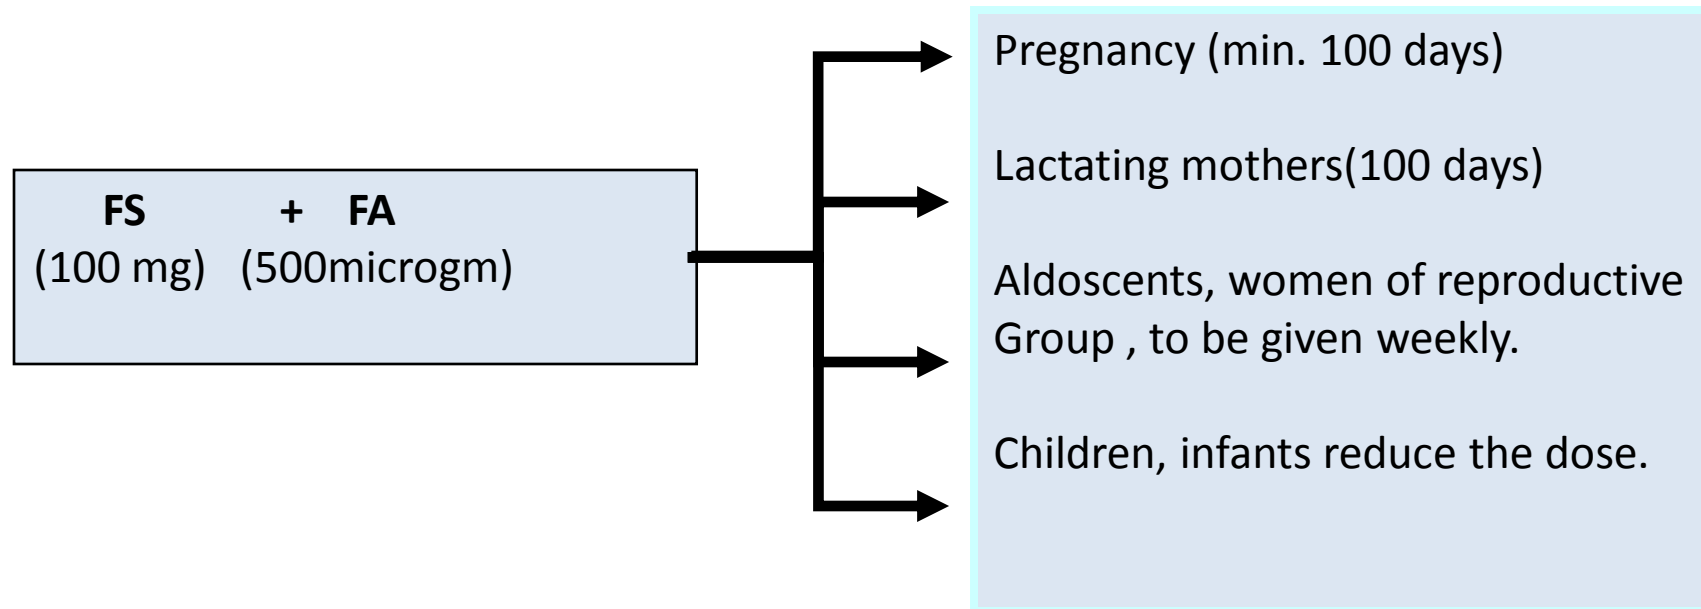 FS + FA
(100 mg) (500microgm)
Pregnancy (min. 100 days)
Lactating mothers(100 days)
Aldoscents, women of reproductive
Group , to be given weekly.
Children, infants reduce the dose.